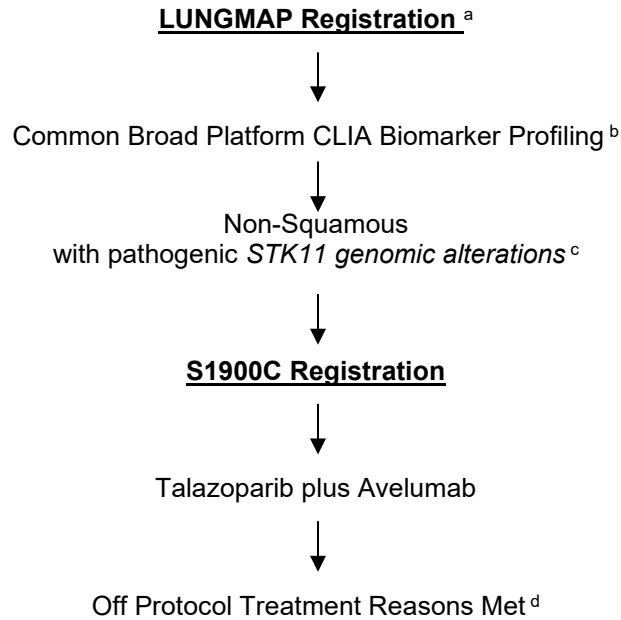 LUNGMAP Registration a
Common Broad Platform CLIA Biomarker Profiling b
Non-Squamous
with pathogenic STK11 genomic alterations c
S1900C Registration
Talazoparib plus Avelumab
Off Protocol Treatment Reasons Met d